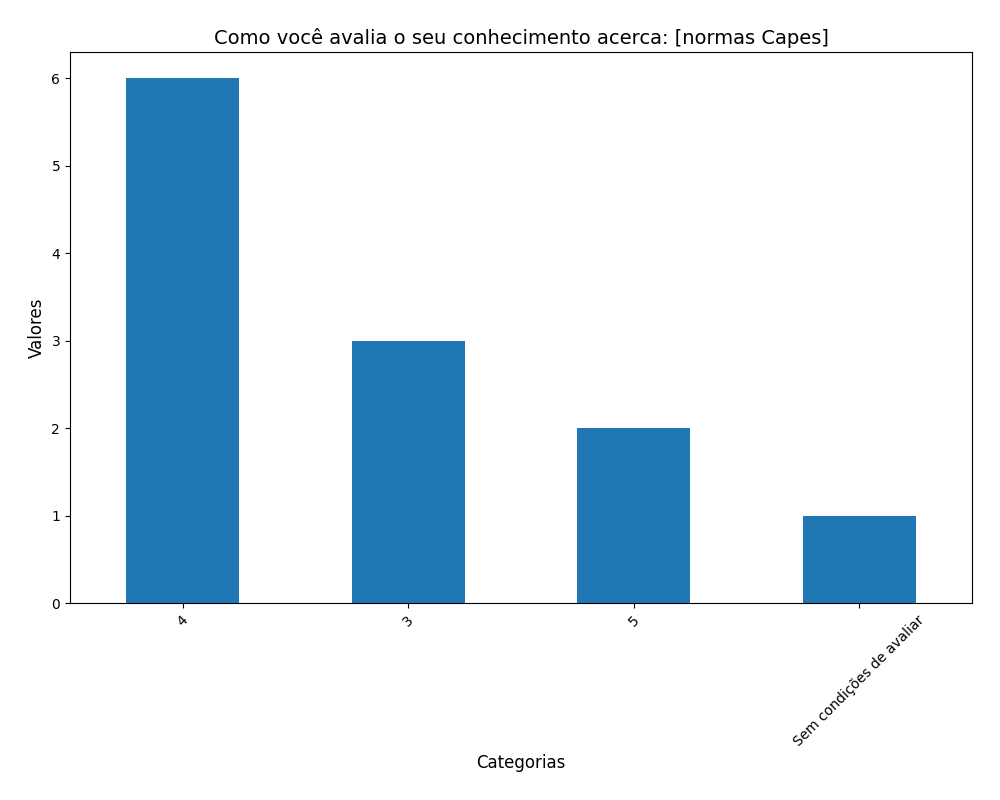 Como você avalia o seu conhecimento acerca: [normas Capes]
6
5
4
3
2
1
0
Valores
4
3
5
Sem condições de avaliar
Categorias